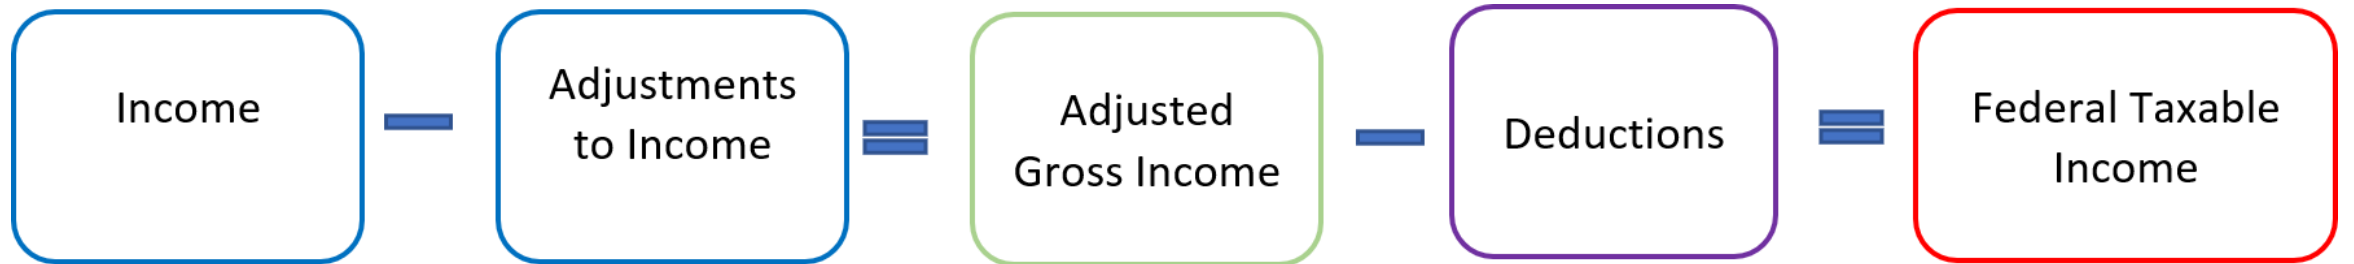 Income
Adjustments
to Income
Adjusted
Gross Income
Deductions
Federal Taxable
Income